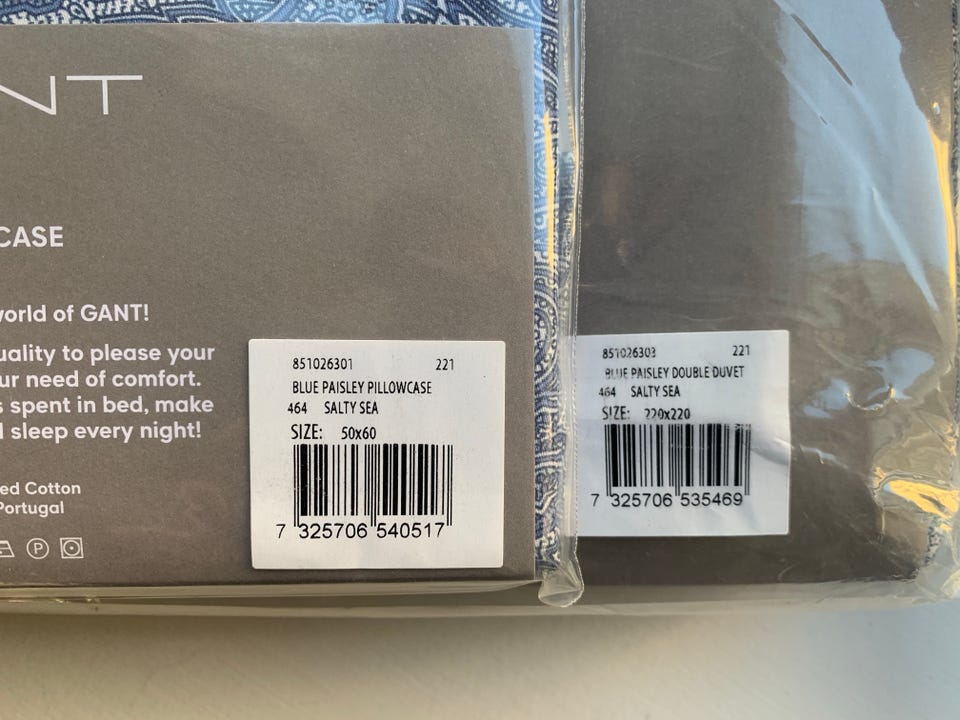 NT
CASE
world of GANT!
uality to please your
ur need of comfort.
s spent in bed, make
l sleep every night!
ed Cotton
Portugal
P
851026301 221
BLUE PAISLEY PILLOWCASE
464 SALTY SEA
SIZE: 50x60
7 325706 540517
851026303 221
BLUE PAISLEY DOUBLE DUVET
464 SALTY SEA
SIZE: 220x220
7 325706 535469